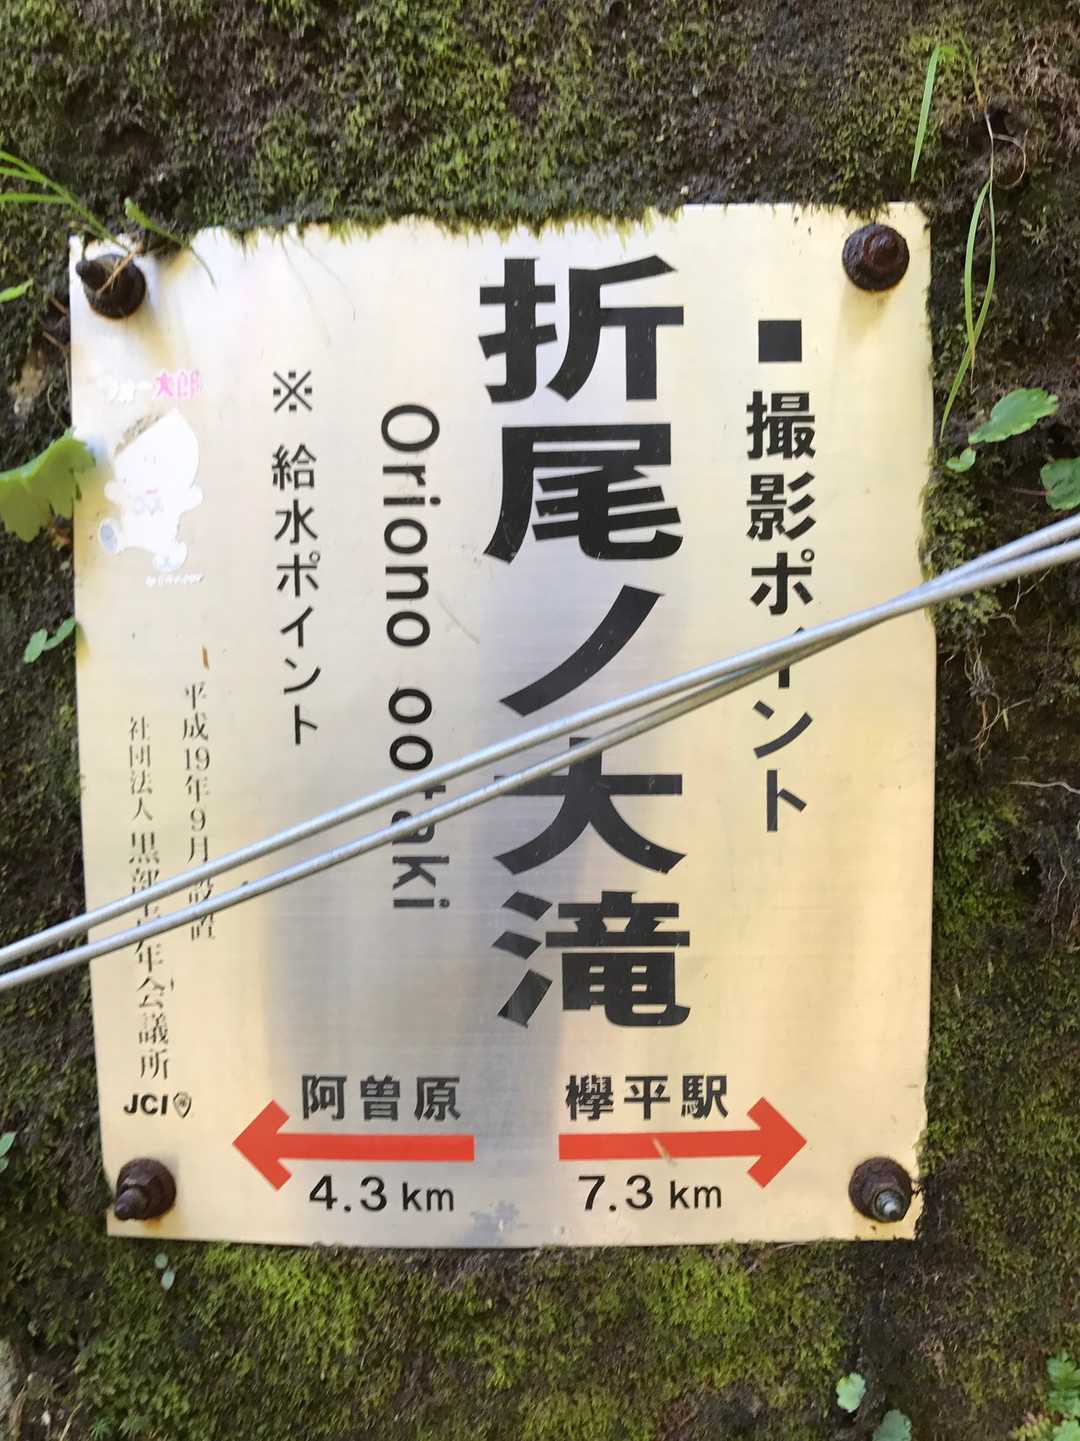 ■撮影ポイント
折尾ノ大滝
Oriono ootaki
※給水ポイント
平成19年9月設置
社団法人 黒部青年会議所
JCI
阿曽原
4.3 km
欅平駅
7.3 km